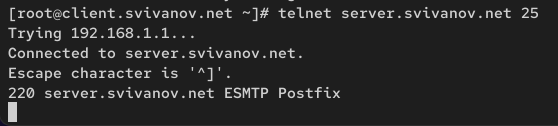 [root@client.svivanov.net ~]# telnet server.svivanov.net 25
Trying 192.168.1.1...
Connected to server.svivanov.net.
Escape character is '^]'.
220 server.svivanov.net ESMTP Postfix